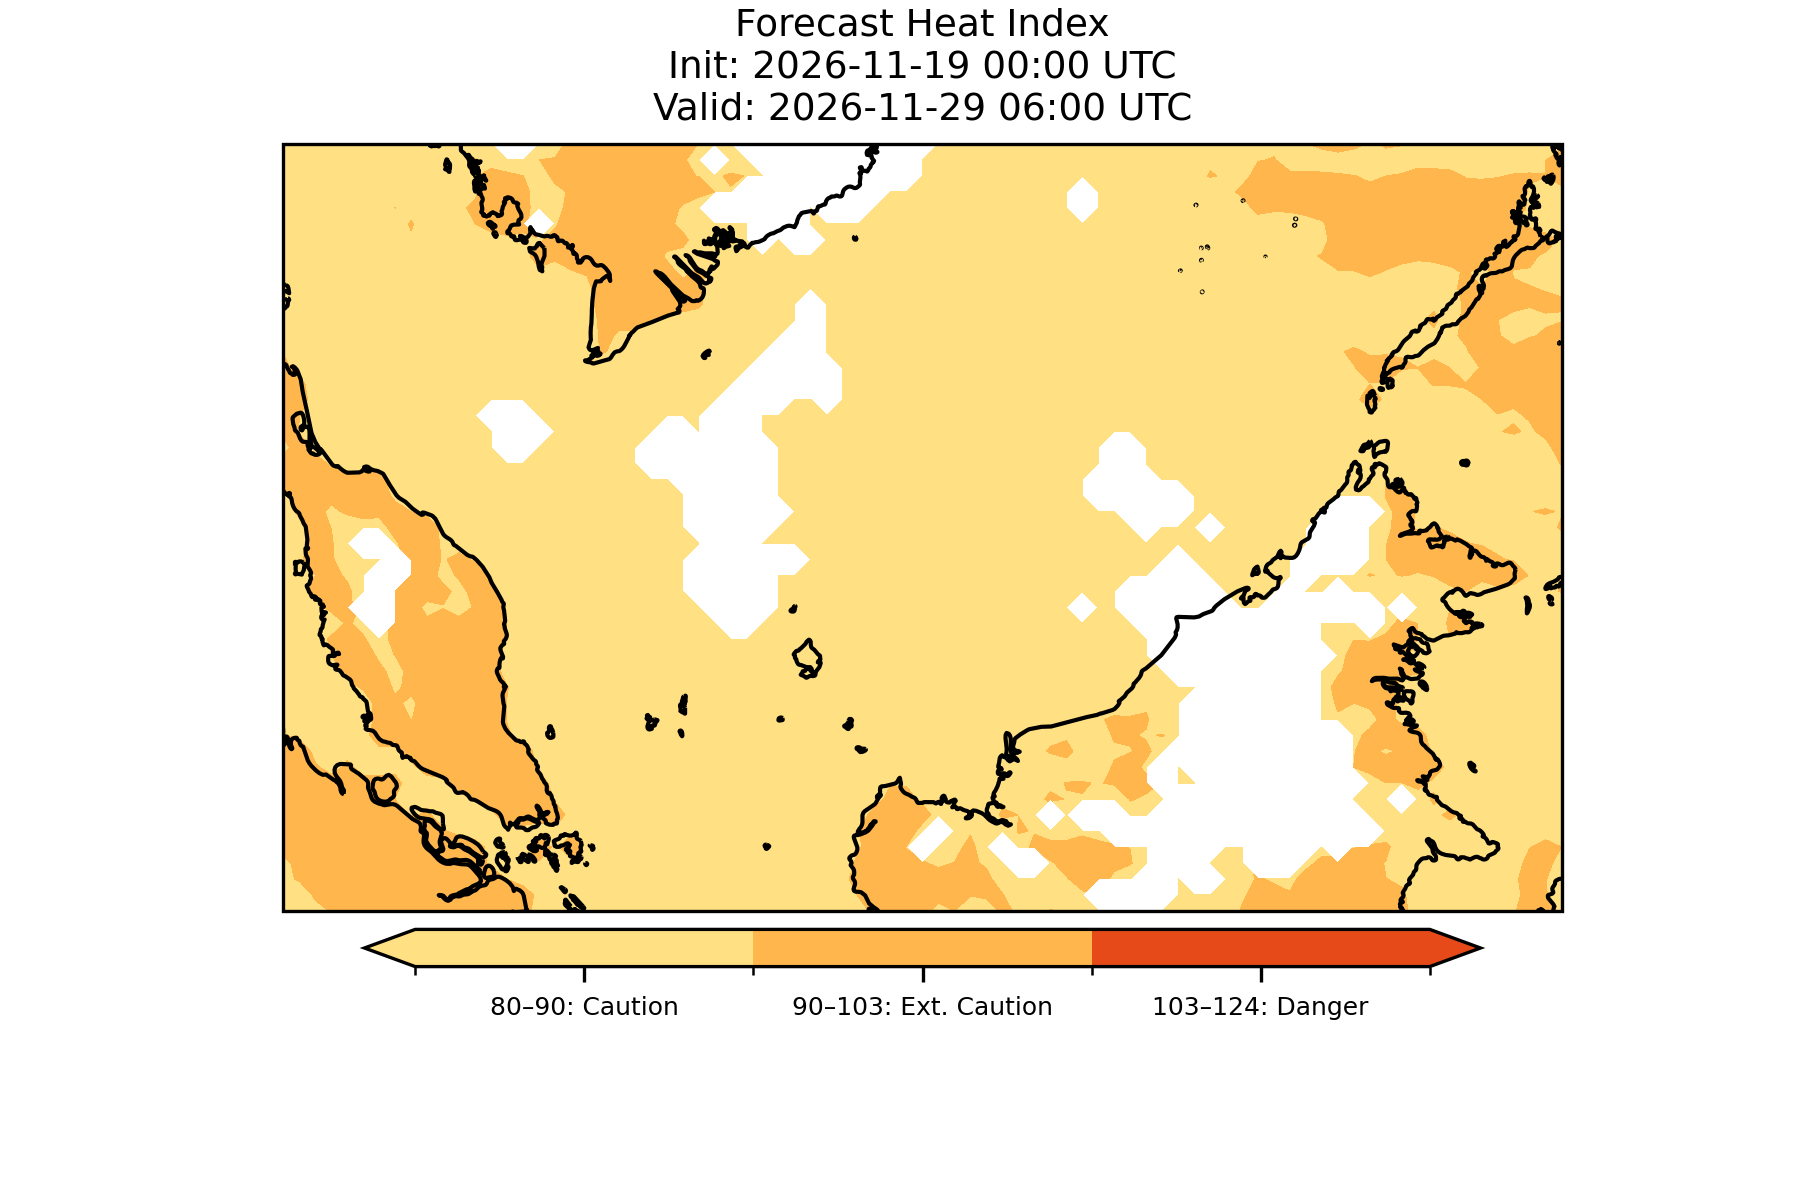 Forecast Heat Index
Init: 2026-11-19 00:00 UTC
Valid: 2026-11-29 06:00 UTC
80–90: Caution
90–103: Ext. Caution
103–124: Danger